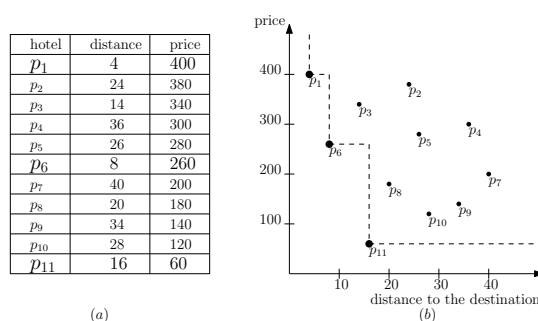 hotel distance price
p1 4 400
p2 24 380
p3 14 340
p4 36 300
p5 26 280
p6 8 260
p7 40 200
p8 20 180
p9 34 140
p10 28 120
p11 16 60
(a)
price
400
300
200
100
p1
p2
p3
p4
p5
p6
p7
p8
p9
p10
p11
10 20 30 40
distance to the destination
(b)